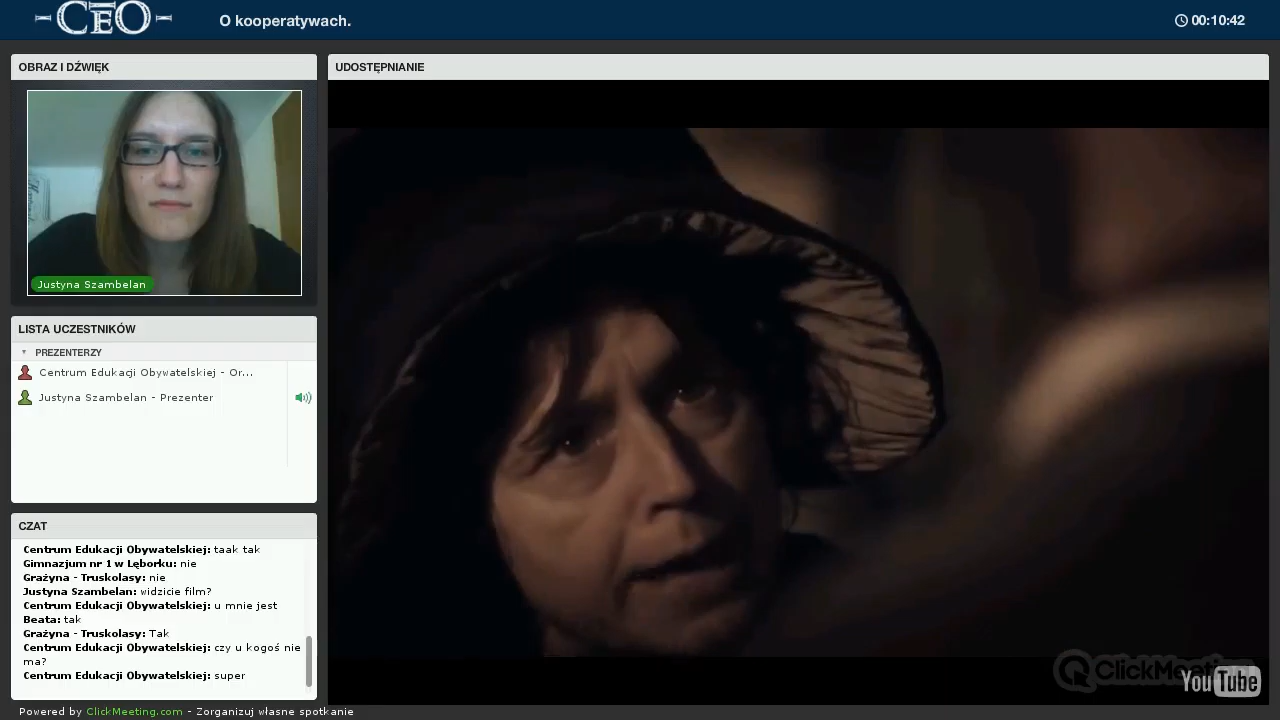 CEO
O kooperatywach.
00:10:42
OBRAZ I DŹWIĘK
Justyna Szambelan
LISTA UCZESTNIKÓW
PREZENTERZY
Centrum Edukacji Obywatelskiej - Or...
Justyna Szambelan - Prezenter
CZAT
Centrum Edukacji Obywatelskiej: taak tak
Gimnazjum nr 1 w Lęborku: nie
Grażyna - Truskolasy: nie
Justyna Szambelan: widzicie film?
Centrum Edukacji Obywatelskiej: u mnie jest
Beata: tak
Grażyna - Truskolasy: Tak
Centrum Edukacji Obywatelskiej: czy u kogoś nie
ma?
Centrum Edukacji Obywatelskiej: super
UDOSTĘPNIANIE
ClickMeeting
YouTube
Powered by ClickMeeting.com - Zorganizuj własne spotkanie